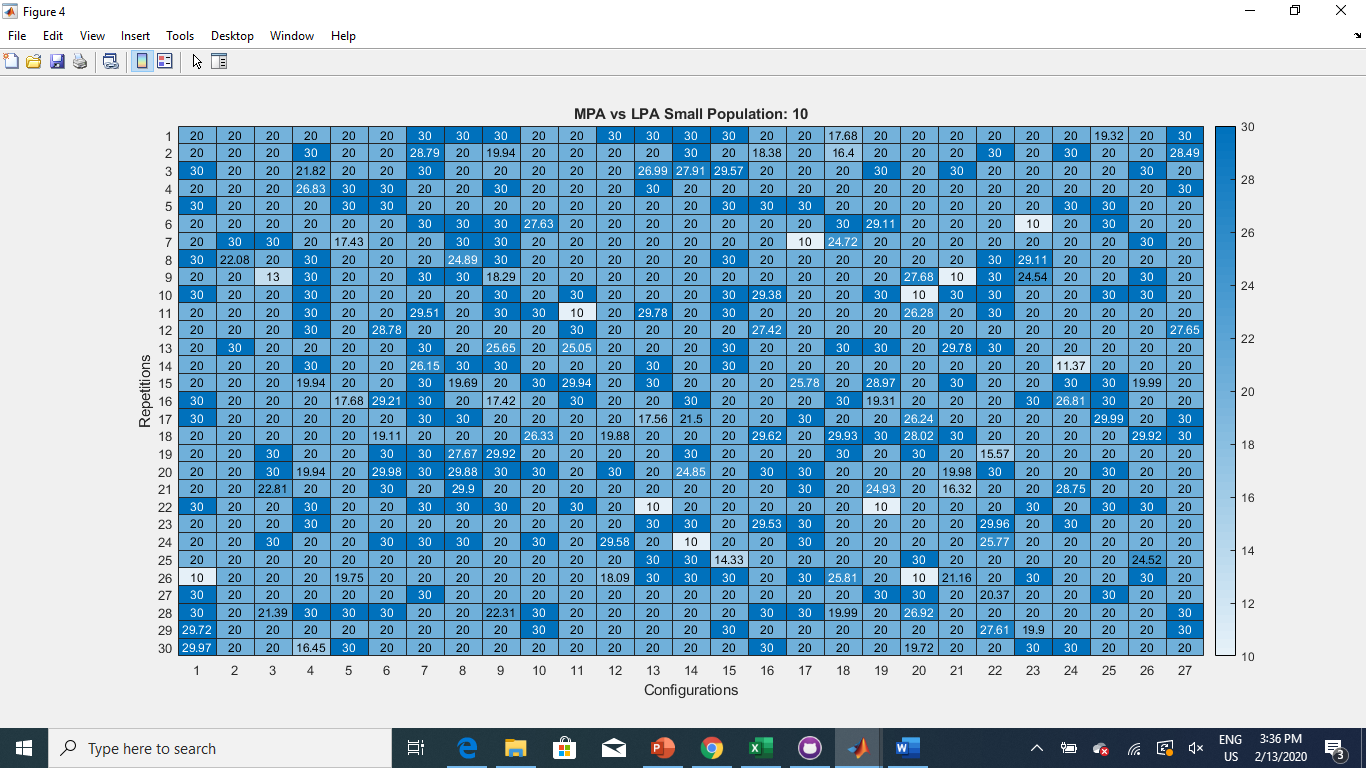 Figure 4
File Edit View Insert Tools Desktop Window Help
MPA vs LPA Small Population: 10
1 20 20 20 20 20 20 30 30 30 20 20 30 30 30 30 20 20 17.68 20 20 20 20 20 20 19.32 20 30
2 20 20 20 30 20 20 28.79 20 19.94 20 20 20 20 30 20 18.38 20 16.4 20 20 20 30 20 30 20 20 28.49
3 30 20 20 21.82 20 20 30 20 20 20 20 20 26.99 27.91 29.57 20 20 20 30 20 30 20 20 20 20 30 20
4 20 20 20 26.83 30 30 20 20 30 20 20 20 30 20 20 20 20 20 20 20 20 20 20 20 20 20 30
5 30 20 20 20 30 30 20 20 20 20 20 20 20 20 30 30 30 20 20 20 20 20 20 30 30 20 20
6 20 20 20 20 20 20 30 30 30 27.63 20 20 20 20 20 20 20 30 29.11 20 20 20 10 20 30 20 20
7 20 30 30 20 17.43 20 20 30 30 20 20 20 20 20 20 20 10 24.72 20 20 20 20 20 20 20 30 20
8 30 22.08 20 30 20 20 20 24.89 30 20 20 20 20 20 30 20 20 20 20 20 20 30 29.11 20 20 20 20
9 20 20 13 30 20 20 30 30 18.29 20 20 20 20 20 20 20 20 20 20 27.68 10 30 24.54 20 20 30 20
10 30 20 20 30 20 20 20 20 30 20 30 20 20 20 30 29.38 20 20 30 10 30 30 20 20 30 30 20
11 20 20 20 30 20 20 29.51 20 30 30 10 20 29.78 20 30 20 20 20 20 26.28 20 30 20 20 20 20 20
12 20 20 20 30 20 28.78 20 20 20 20 30 20 20 20 20 27.42 20 20 20 20 20 20 20 20 20 20 27.65
13 20 30 20 20 20 20 30 20 25.65 20 25.05 20 20 20 30 20 20 30 30 20 29.78 30 20 20 20 20 20
14 20 20 20 30 20 20 26.15 30 30 20 20 20 30 20 30 20 20 20 20 20 20 20 20 11.37 20 20 20
15 20 20 20 19.94 20 20 30 19.69 20 30 29.94 20 30 20 20 20 25.78 20 28.97 20 30 20 20 30 30 19.99 20
16 30 20 20 30 17.68 29.21 30 20 17.42 20 30 20 20 30 20 20 20 30 19.31 20 20 20 30 26.81 30 20 20
17 30 20 20 20 20 20 30 30 20 20 20 20 17.56 21.5 20 20 30 20 20 26.24 20 20 20 20 29.99 20 30
18 20 20 20 20 20 19.11 20 20 20 26.33 20 19.88 20 20 20 29.62 20 29.93 30 28.02 30 20 20 20 20 29.92 30
19 20 20 30 20 20 20 30 27.67 29.92 20 20 20 20 30 20 20 20 30 20 30 20 15.57 20 20 20 20 20
20 20 20 30 19.94 20 29.98 30 29.88 30 30 20 30 20 24.85 20 30 30 20 20 20 19.98 30 20 20 30 20 20
21 20 20 22.81 20 20 30 20 29.9 20 20 20 20 20 20 20 20 30 20 24.93 20 16.32 20 20 28.75 20 20 20
22 30 20 20 30 20 20 30 30 30 20 30 20 10 20 20 20 20 20 10 20 20 20 30 20 30 30 20
23 20 20 20 30 20 20 20 20 20 20 20 20 30 30 20 29.53 30 20 20 20 20 29.96 20 30 20 20 20
24 20 20 30 20 20 30 30 30 20 30 20 29.58 20 10 20 20 30 20 20 20 20 25.77 20 20 20 20 20
25 20 20 20 20 20 20 20 20 20 20 20 20 30 30 14.33 20 20 20 20 30 20 20 20 20 20 24.52 20
26 10 20 20 20 19.75 20 20 20 20 20 20 18.09 30 30 30 20 30 25.81 20 10 21.16 20 30 20 20 30 20
27 30 20 20 20 20 20 30 20 20 20 20 20 20 20 20 20 20 20 30 30 20 20.37 20 20 30 20 20
28 30 20 21.39 30 30 30 20 20 22.31 30 20 20 20 20 20 30 30 19.99 20 26.92 20 20 20 20 20 20 30
29 29.72 20 20 20 20 20 20 20 20 30 20 20 20 20 30 20 20 20 20 20 20 27.61 19.9 20 20 20 30
30 29.97 20 20 16.45 30 20 20 20 20 20 20 20 20 20 20 30 20 20 20 19.72 20 20 30 30 20 20 20
1 2 3 4 5 6 7 8 9 10 11 12 13 14 15 16 17 18 19 20 21 22 23 24 25 26 27
Repetitions
Configurations
30
28
26
24
22
20
18
16
14
12
10
Type here to search
ENG
US
3:36 PM
2/13/2020
3